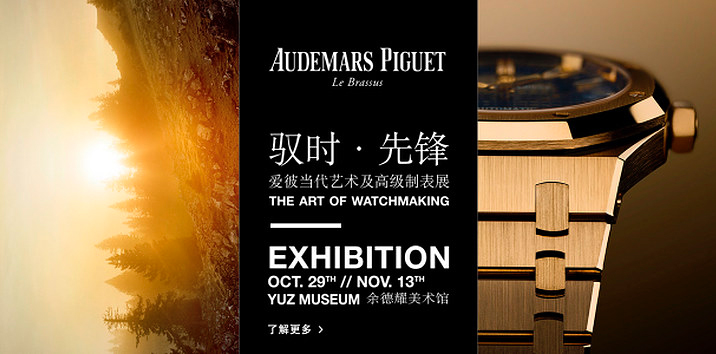 AUDEMARS PIGUET
Le Brassus
驭时 · 先锋
爱彼当代艺术及高级制表展
THE ART OF WATCHMAKING
EXHIBITION
OCT. 29TH // NOV. 13TH
YUZ MUSEUM 余德耀美术馆
了解更多 >
AUTOMATIC